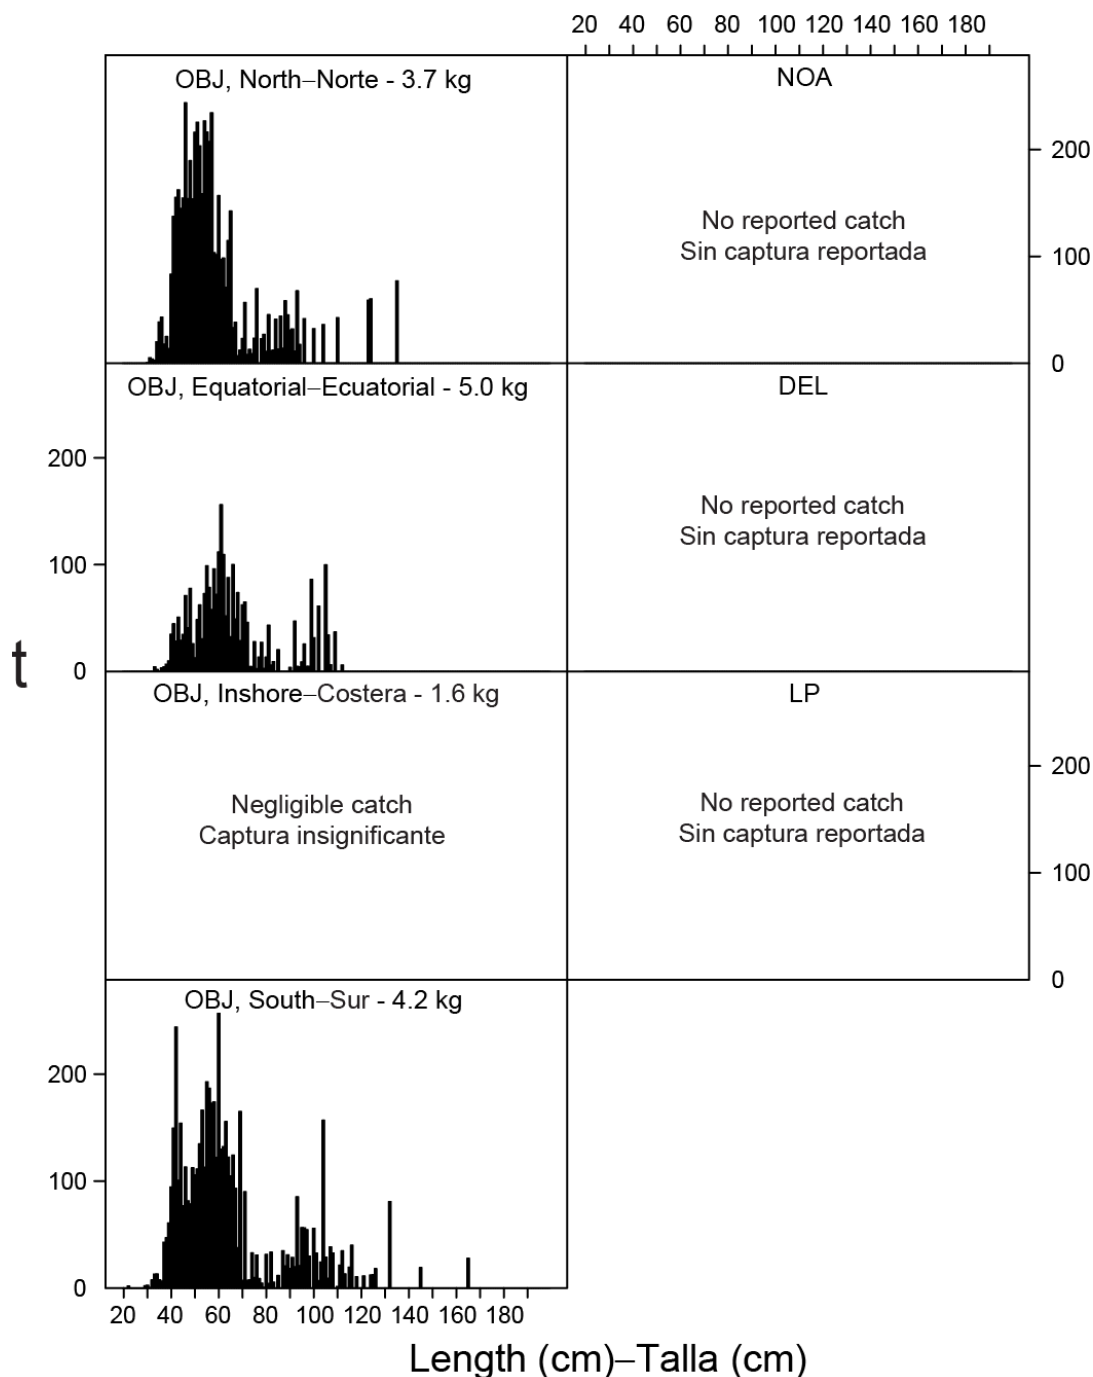 20 40 60 80 100 120 140 160 180
OBJ, North–Norte - 3.7 kg
NOA
200
No reported catch
Sin captura reportada
100
0
OBJ, Equatorial–Ecuatorial - 5.0 kg
DEL
200
No reported catch
Sin captura reportada
100
t
0
OBJ, Inshore–Costera - 1.6 kg
LP
200
Negligible catch
Captura insignificante
No reported catch
Sin captura reportada
100
0
OBJ, South–Sur - 4.2 kg
200
100
0
20 40 60 80 100 120 140 160 180
Length (cm)–Talla (cm)